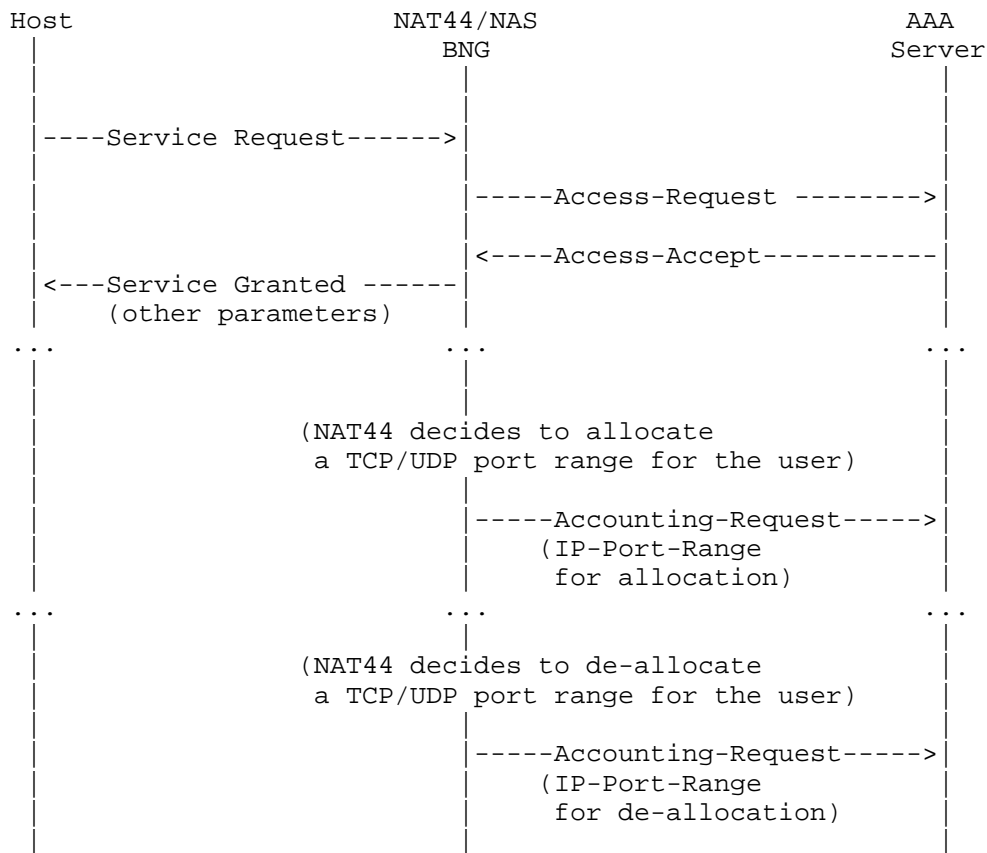 Host NAT44/NAS AAA
BNG Server
----Service Request------>
-----Access-Request -------->
<----Access-Accept-----------
<---Service Granted ------
(other parameters)
... ... ...
(NAT44 decides to allocate
a TCP/UDP port range for the user)
-----Accounting-Request----->
(IP-Port-Range
for allocation)
... ... ...
(NAT44 decides to de-allocate
a TCP/UDP port range for the user)
-----Accounting-Request----->
(IP-Port-Range
for de-allocation)